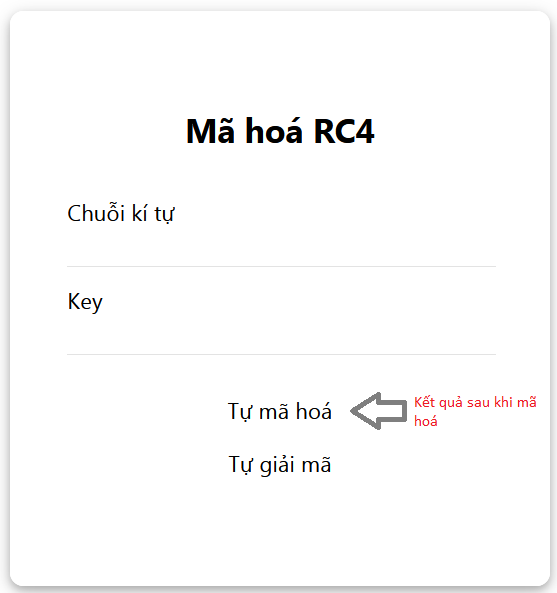 Mã hoá RC4
Chuỗi kí tự
Key
Tự mã hoá
Kết quả sau khi mã
hoá
Tự giải mã